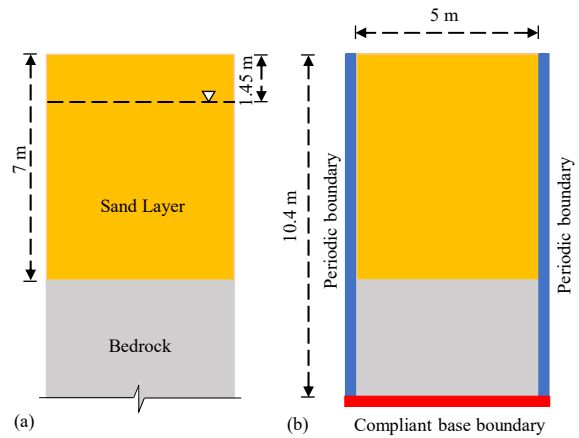 5 m
1.45 m
7 m
Sand Layer
Bedrock
(a)
Periodic boundary
10.4 m
Periodic boundary
(b)
Compliant base boundary